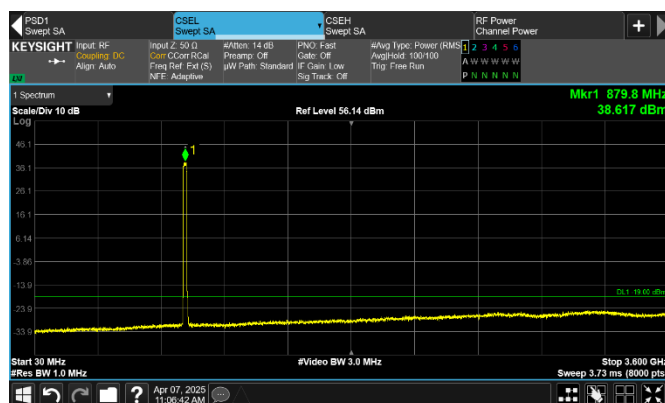 PSD1
Swept SA
CSEL
Swept SA
CSEH
Swept SA
RF Power
Channel Power
KEYSIGHT
Input: RF
Coupling: DC
Align: Auto
Input Z: 50 Ω
Corr CCorr RCal
Freq Ref: Ext (S)
NFE: Adaptive
#Atten: 14 dB
Preamp: Off
µW Path: Standard
PNO: Fast
Gate: Off
IF Gain: Low
Sig Track: Off
#Avg Type: Power (RMS)
Avg|Hold: 100/100
Trig: Free Run
1 2 3 4 5 6
A W W W W W
P N N N N N
1 Spectrum
Scale/Div 10 dB
Log
Ref Level 56.14 dBm
Mkr1 879.8 MHz
38.617 dBm
46.1
36.1
26.1
16.1
6.14
-3.86
-13.9
-23.9
-33.9
1
DL1 -19.00 dBm
Start 30 MHz
#Res BW 1.0 MHz
#Video BW 3.0 MHz
Stop 3.600 GHz
Sweep 3.73 ms (8000 pts)
?
Apr 07, 2025
11:06:42 AM